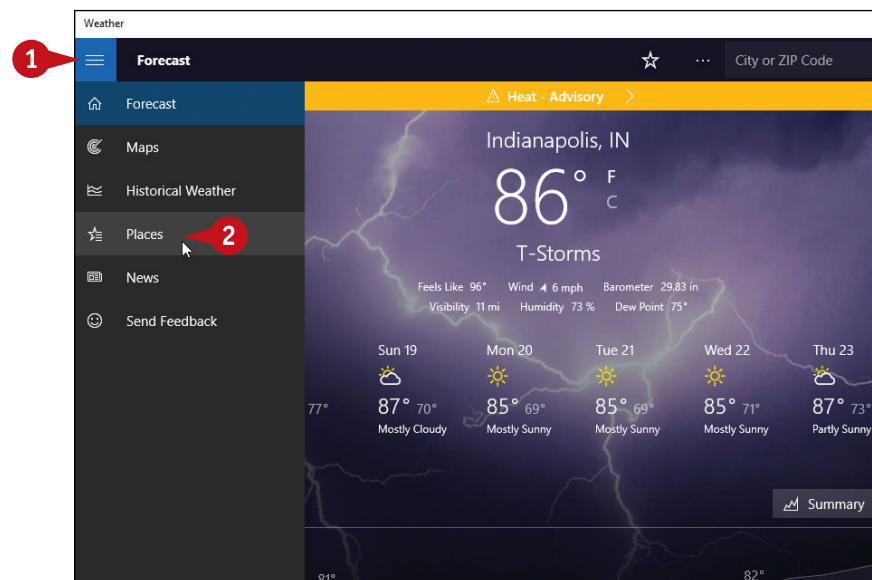 Weather
1
Forecast
... City or ZIP Code
Forecast
Maps
Historical Weather
Places 2
News
Send Feedback
Heat - Advisory
Indianapolis, IN
86° F
C
T-Storms
Feels Like 96° Wind 6 mph Barometer 29.83 in
Visibility 11 mi Humidity 73 % Dew Point 75°
Sun 19 Mon 20 Tue 21 Wed 22 Thu 23
77° 87° 70° 85° 69° 85° 69° 85° 71° 87° 73°
Mostly Cloudy Mostly Sunny Mostly Sunny Mostly Sunny Partly Sunny
Summary
81° 82°